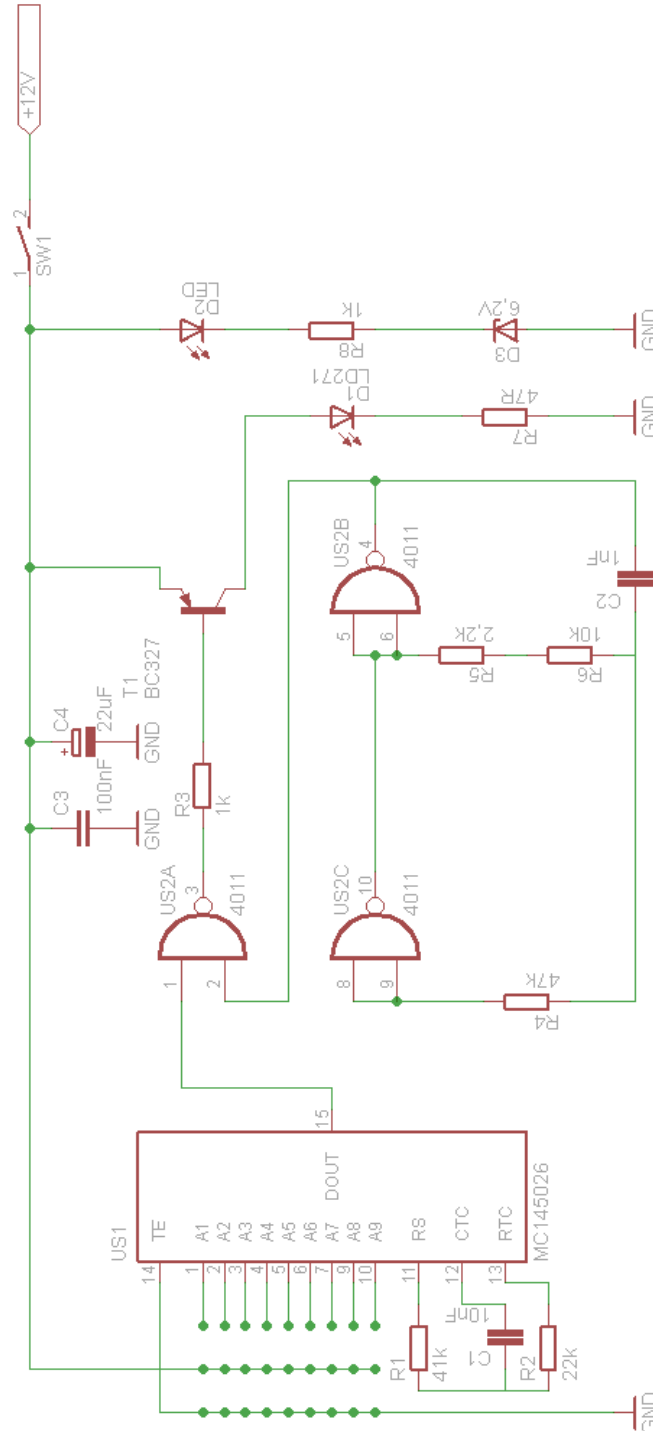 +12V
2
1
SW1
D2
LED
1k
R8
6,2V
D3
GND
LD271
D1
47R
R7
GND
US2B
4
4011
5
6
1nF
C2
2,2k
R5
10k
R6
T1
BC327
C4
+
22uF
GND
C3
100nF
GND
R3
1k
US2A
3
4011
1
2
US2C
10
4011
8
9
47k
R4
15
US1
TE
DOUT
A1
A2
A3
A4
A5
A6
A7
A8
A9
RS
CTC
RTC
MC145026
14
1
2
3
4
5
6
7
9
10
11
12
13
R1
41k
10nF
C1
R2
22k
GND